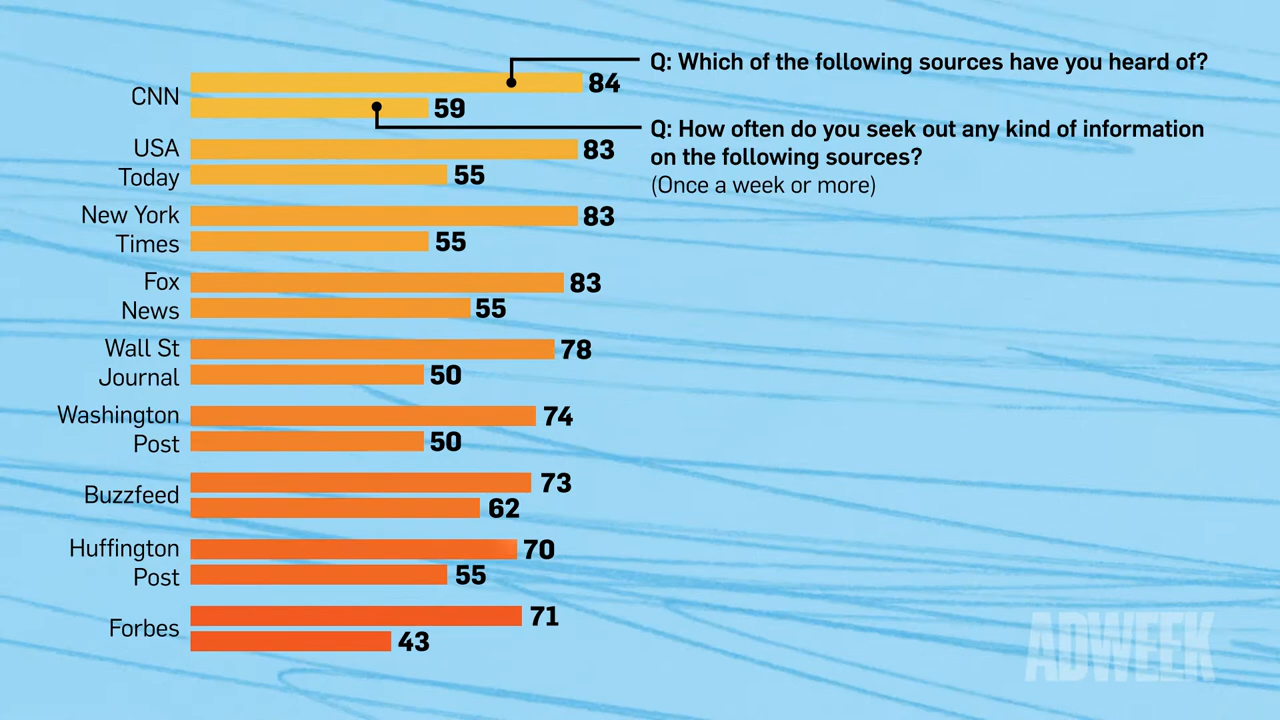 Q: Which of the following sources have you heard of?
CNN
84
59
Q: How often do you seek out any kind of information
on the following sources?
(Once a week or more)
USA
Today
83
55
New York
Times
83
55
Fox
News
83
55
Wall St
Journal
78
50
Washington
Post
74
50
Buzzfeed
73
62
Huffington
Post
70
55
Forbes
71
43
ADWEEK